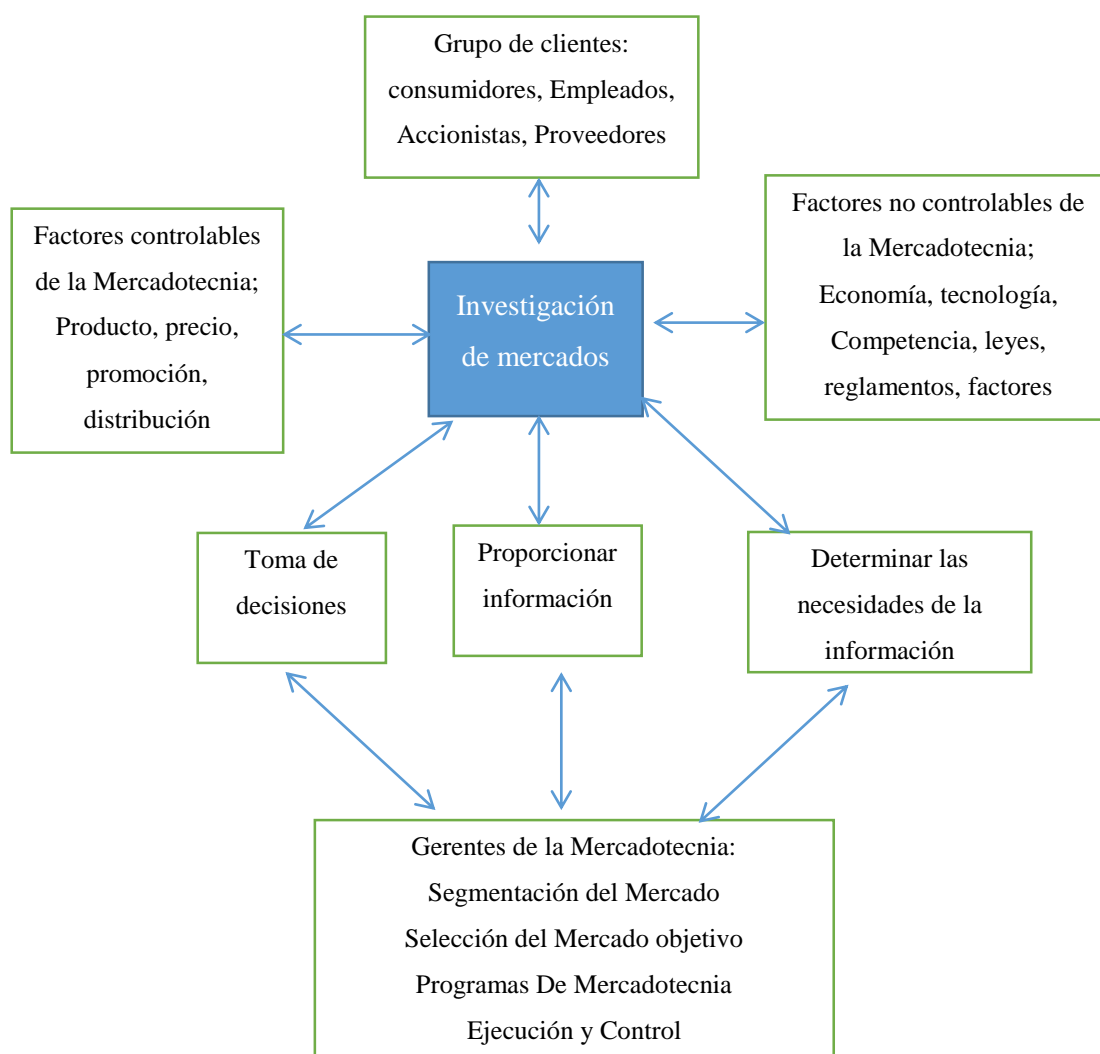 Grupo de clientes:
consumidores, Empleados,
Accionistas, Proveedores
Factores controlables
de la Mercadotecnia;
Producto, precio,
promoción,
distribución
Investigación
de mercados
Factores no controlables de
la Mercadotecnia;
Economía, tecnología,
Competencia, leyes,
reglamentos, factores
Toma de
decisiones
Proporcionar
información
Determinar las
necesidades de la
información
Gerentes de la Mercadotecnia:
Segmentación del Mercado
Selección del Mercado objetivo
Programas De Mercadotecnia
Ejecución y Control